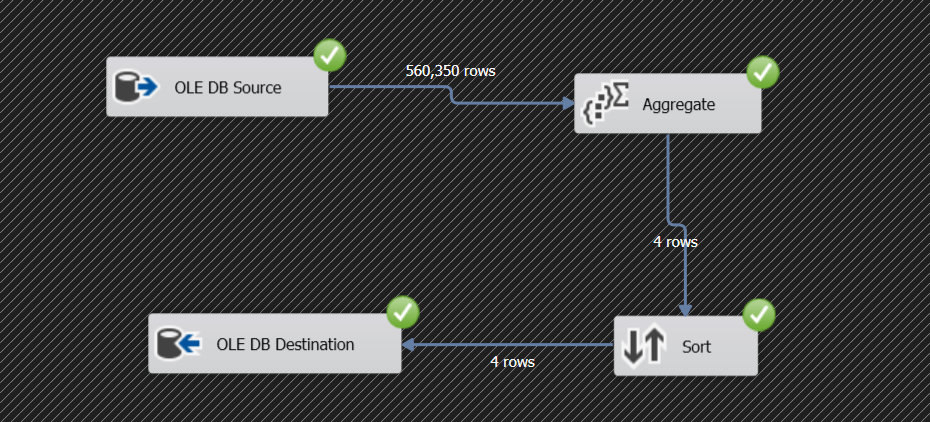 OLE DB Source
560,350 rows
Aggregate
4 rows
Sort
4 rows
OLE DB Destination